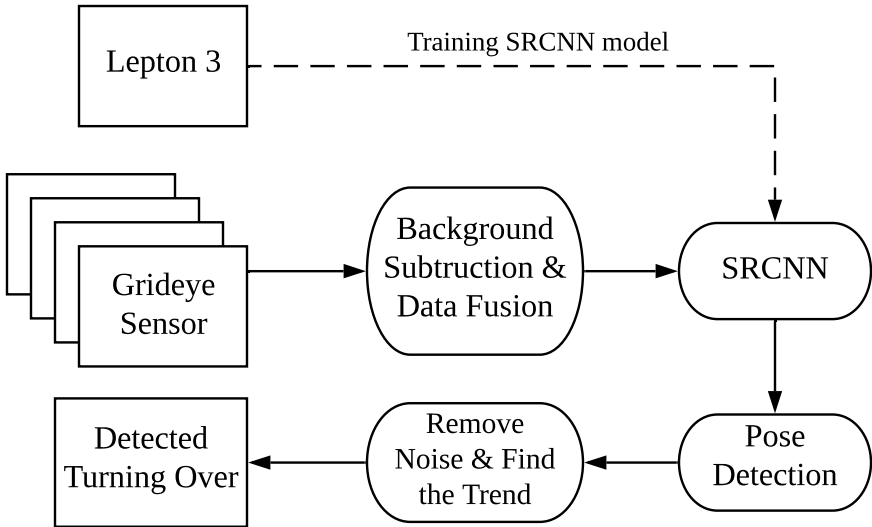 Lepton 3
Training SRCNN model
Grideye
Sensor
Background
Subtruction &
Data Fusion
SRCNN
Pose
Detection
Remove
Noise & Find
the Trend
Detected
Turning Over